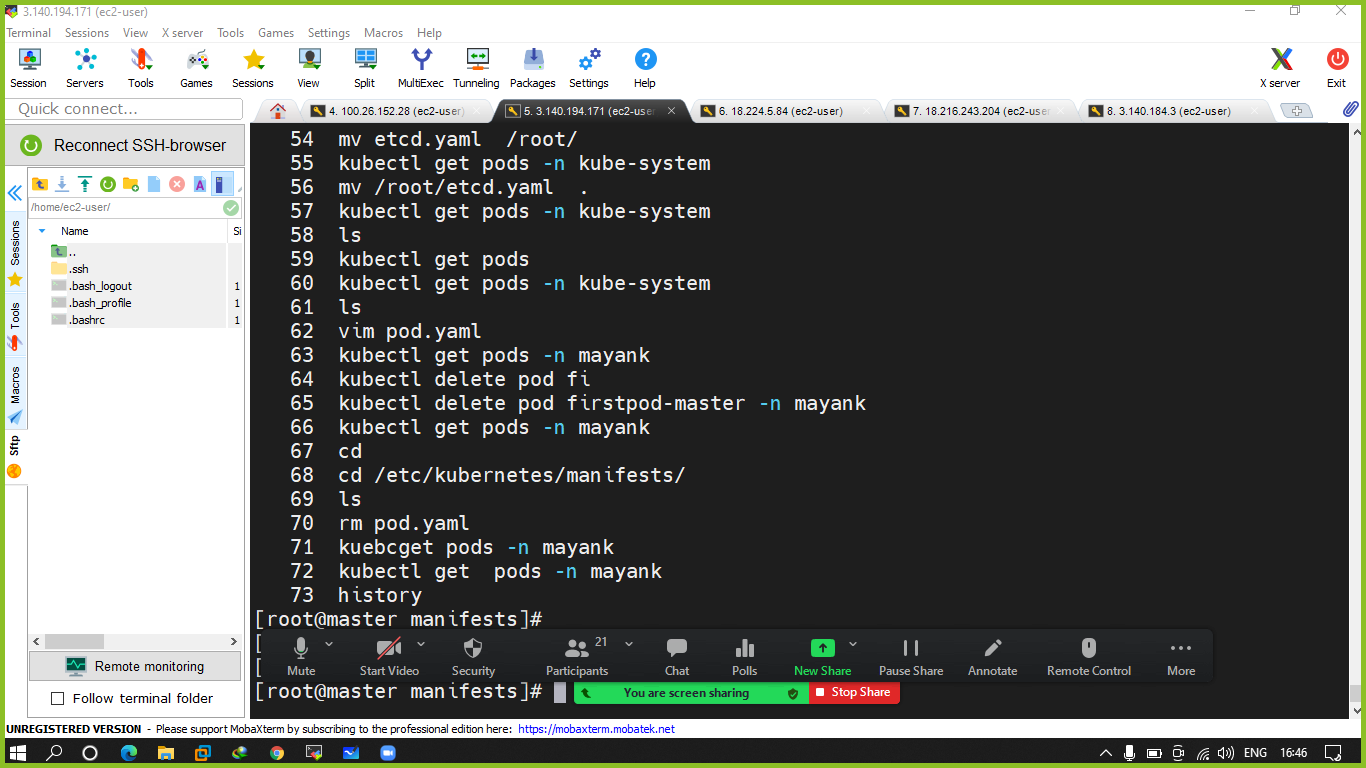 3.140.194.171 (ec2-user)
Terminal Sessions View X server Tools Games Settings Macros Help
Session Servers Tools Games Sessions View Split MultiExec Tunneling Packages Settings Help X server Exit
Quick connect...
4. 100.26.152.28 (ec2-user)
5. 3.140.194.171 (ec2-user
6. 18.224.5.84 (ec2-user)
7. 18.216.243.204 (ec2-user
8. 3.140.184.3 (ec2-user)
Reconnect SSH-browser
/home/ec2-user/
Name Si
..
.ssh
.bash_logout 1
.bash_profile 1
.bashrc 1
Sessions
Tools
Macros
Sftp
Remote monitoring
Follow terminal folder
54 mv etcd.yaml /root/
55 kubectl get pods -n kube-system
56 mv /root/etcd.yaml .
57 kubectl get pods -n kube-system
58 ls
59 kubectl get pods
60 kubectl get pods -n kube-system
61 ls
62 vim pod.yaml
63 kubectl get pods -n mayank
64 kubectl delete pod fi
65 kubectl delete pod firstpod-master -n mayank
66 kubectl get pods -n mayank
67 cd
68 cd /etc/kubernetes/manifests/
69 ls
70 rm pod.yaml
71 kuebcget pods -n mayank
72 kubectl get pods -n mayank
73 history
[root@master manifests]#
[
[
[root@master manifests]#
21
Mute Start Video Security Participants Chat Polls New Share Pause Share Annotate Remote Control More
You are screen sharing Stop Share
UNREGISTERED VERSION - Please support MobaXterm by subscribing to the professional edition here: https://mobaxterm.mobatek.net
ENG 16:46